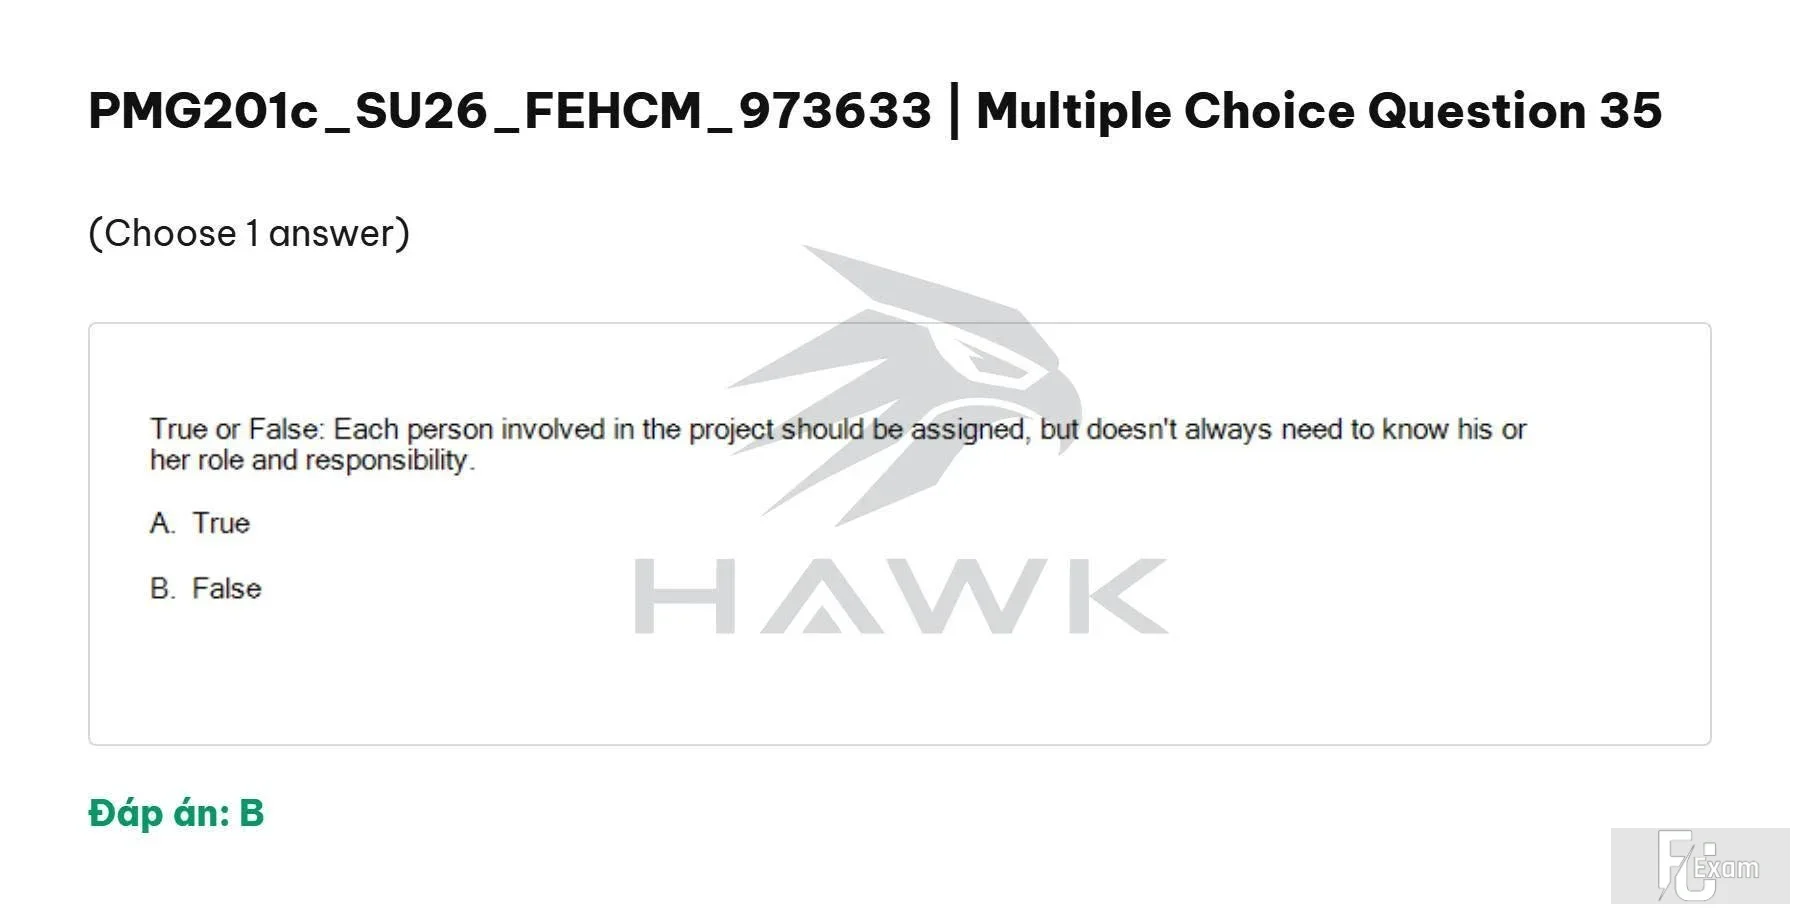 PMG201c_SU26_FEHCM_973633 | Multiple Choice Question 35
(Choose 1 answer)
True or False: Each person involved in the project should be assigned, but doesn't always need to know his or
her role and responsibility.
A. True
B. False
HAWK
Đáp án: B
FU Exam